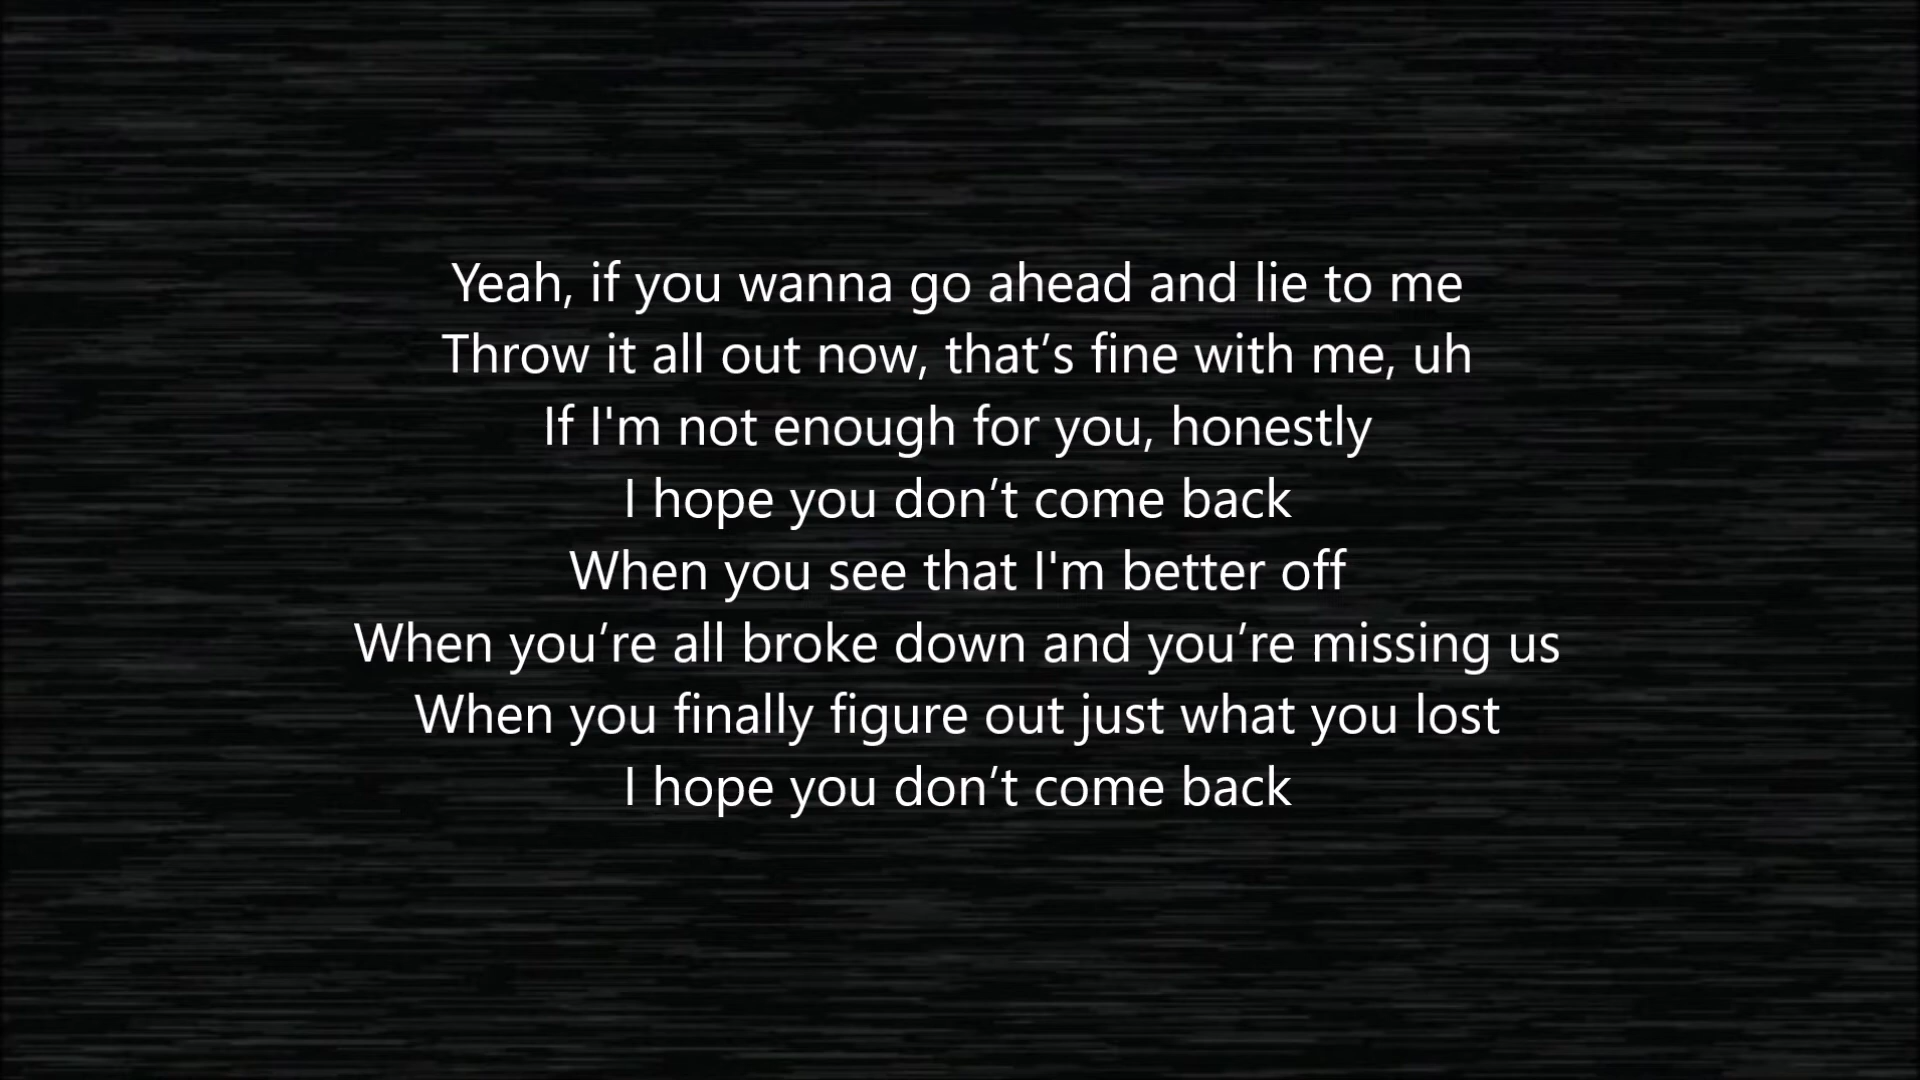 Yeah, if you wanna go ahead and lie to me
Throw it all out now, that’s fine with me, uh
If I'm not enough for you, honestly
I hope you don’t come back
When you see that I'm better off
When you’re all broke down and you’re missing us
When you finally figure out just what you lost
I hope you don’t come back